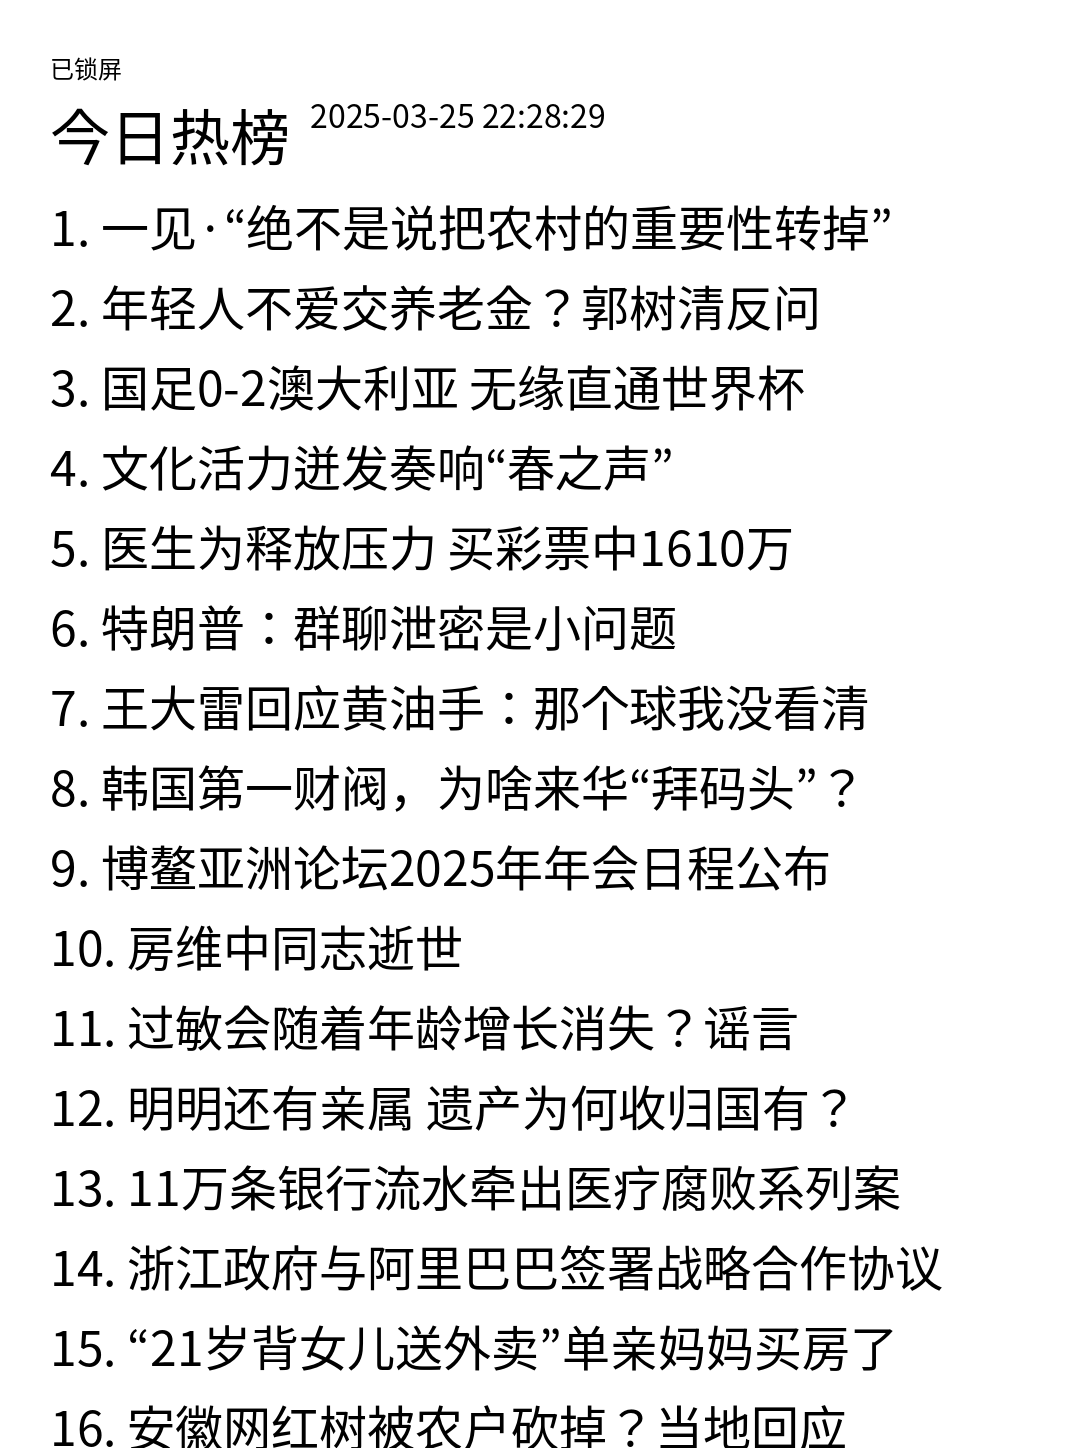 已锁屏
今日热榜 2025-03-25 22:28:29
1. 一见·“绝不是说把农村的重要性转掉”
2. 年轻人不爱交养老金？郭树清反问
3. 国足0-2澳大利亚 无缘直通世界杯
4. 文化活力迸发奏响“春之声”
5. 医生为释放压力 买彩票中1610万
6. 特朗普：群聊泄密是小问题
7. 王大雷回应黄油手：那个球我没看清
8. 韩国第一财阀，为啥来华“拜码头”？
9. 博鳌亚洲论坛2025年年会日程公布
10. 房维中同志逝世
11. 过敏会随着年龄增长消失？谣言
12. 明明还有亲属 遗产为何收归国有？
13. 11万条银行流水牵出医疗腐败系列案
14. 浙江政府与阿里巴巴签署战略合作协议
15. “21岁背女儿送外卖”单亲妈妈买房了
16. 安徽网红树被农户砍掉？当地回应